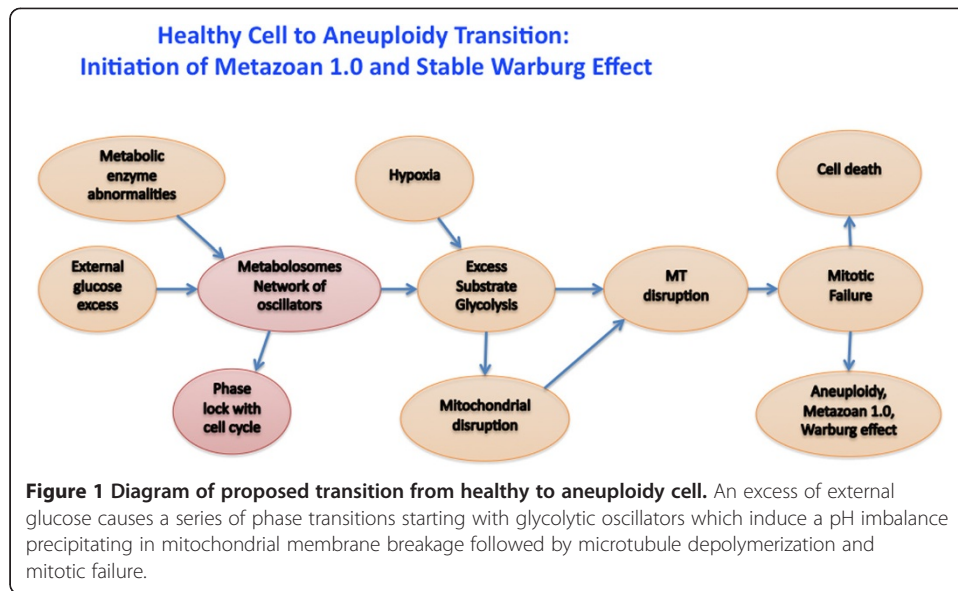 Healthy Cell to Aneuploidy Transition:
Initiation of Metazoan 1.0 and Stable Warburg Effect
Metabolic
enzyme
abnormalities
Hypoxia
Cell death
External
glucose
excess
Metabolosomes
Network of
oscillators
Excess
Substrate
Glycolysis
MT
disruption
Mitotic
Failure
Phase
lock with
cell cycle
Mitochondrial
disruption
Aneuploidy,
Metazoan 1.0,
Warburg effect
Figure 1 Diagram of proposed transition from healthy to aneuploidy cell. An excess of external
glucose causes a series of phase transitions starting with glycolytic oscillators which induce a pH imbalance
precipitating in mitochondrial membrane breakage followed by microtubule depolymerization and
mitotic failure.